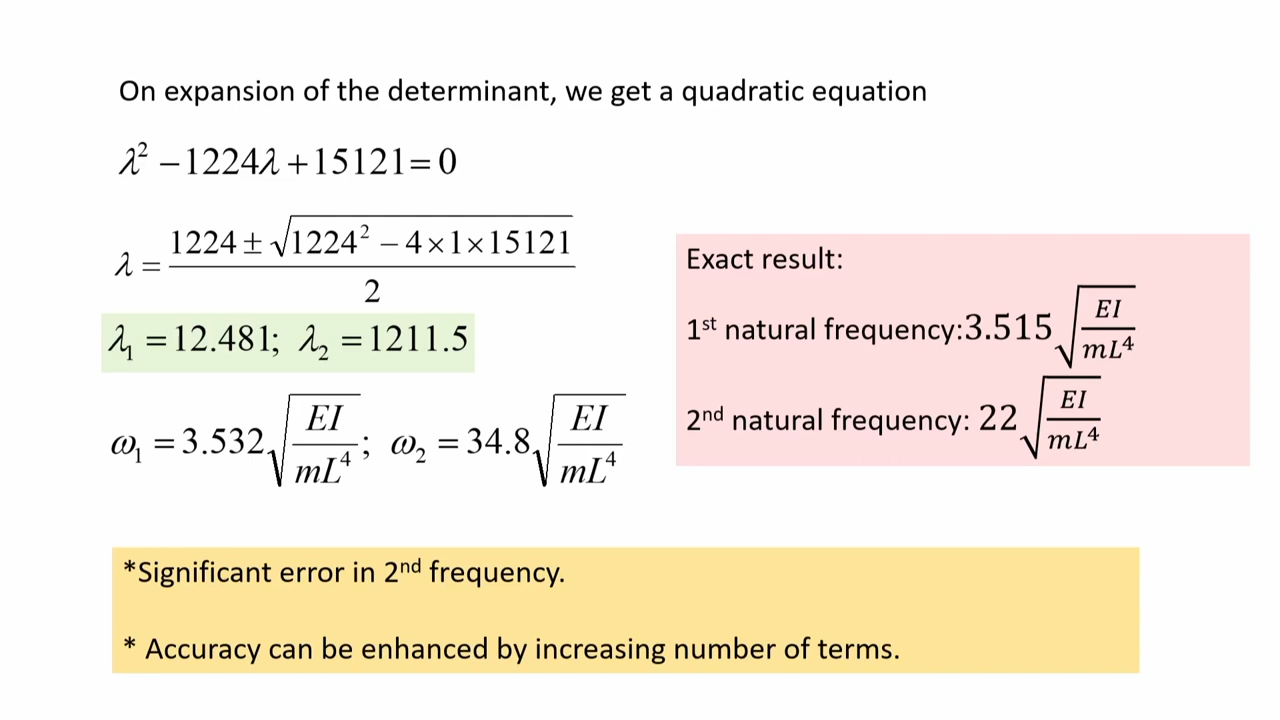 On expansion of the determinant, we get a quadratic equation
λ² − 1224λ + 15121 = 0
λ = (1224 ± √(1224² − 4×1×15121)) / 2
λ₁ = 12.481; λ₂ = 1211.5
ω₁ = 3.532√(EI/mL⁴); ω₂ = 34.8√(EI/mL⁴)
Exact result:
1st natural frequency:3.515√(EI/mL⁴)
2nd natural frequency: 22√(EI/mL⁴)
*Significant error in 2nd frequency.
* Accuracy can be enhanced by increasing number of terms.